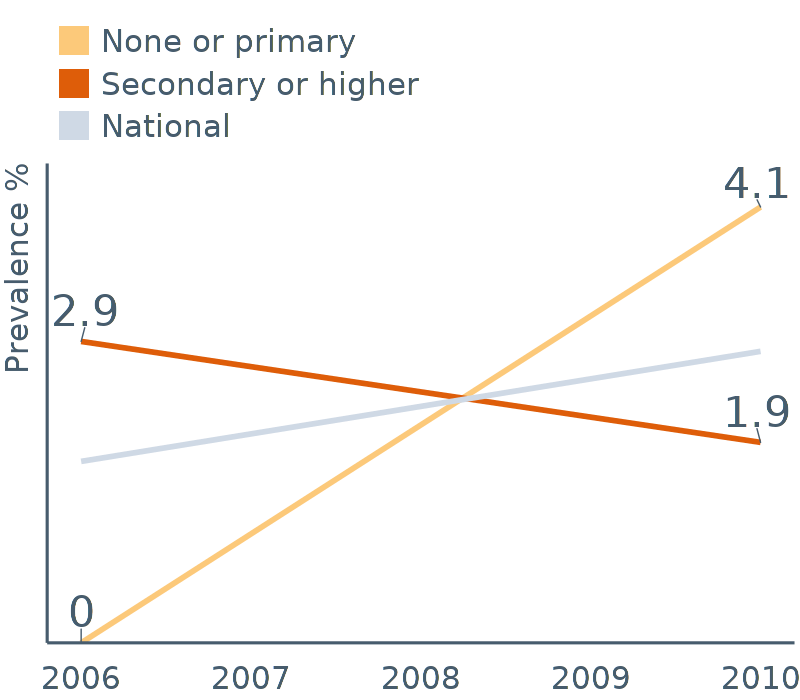 None or primary
Secondary or higher
National
Prevalence %
4.1
2.9
1.9
0
2006 2007 2008 2009 2010